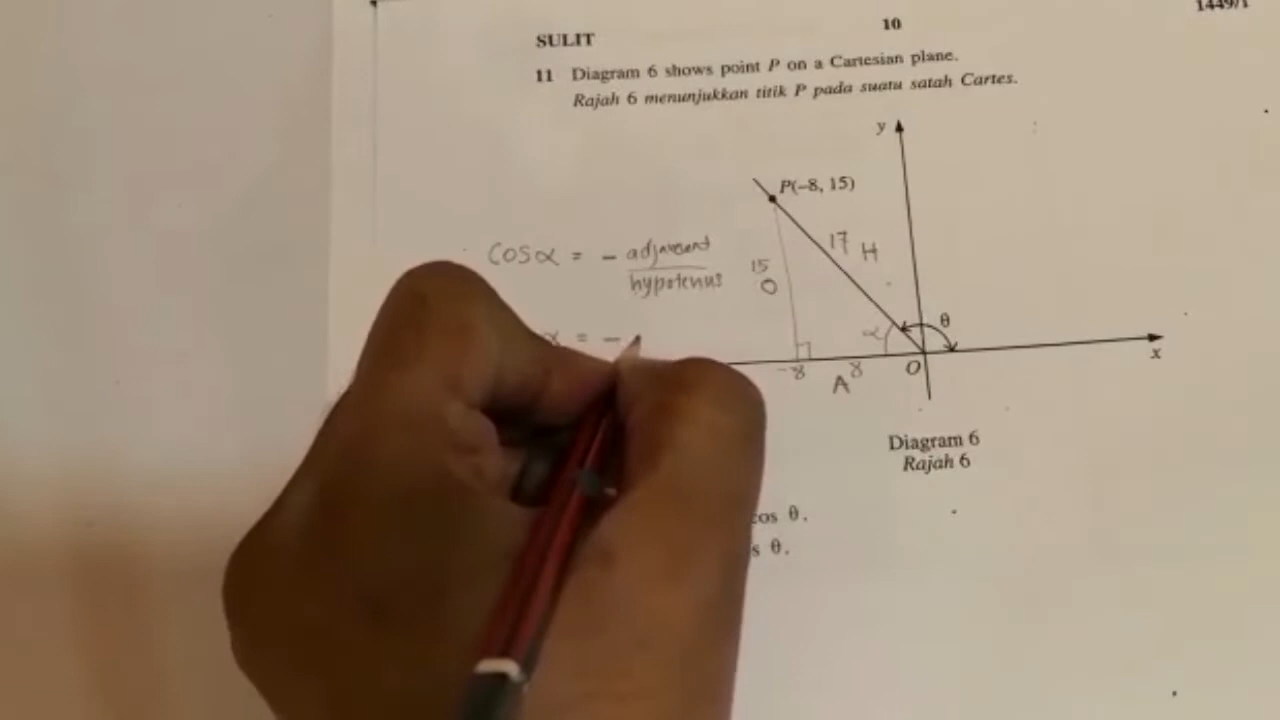 1449/1
SULIT
10
11 Diagram 6 shows point P on a Cartesian plane.
Rajah 6 menunjukkan titik P pada suatu satah Cartes.
y
P(–8, 15)
17 H
cosα = – adjacent
hypotenus
15
O
α = –
α
θ
x
-8
8
A
O
Diagram 6
Rajah 6
cos θ.
s θ.